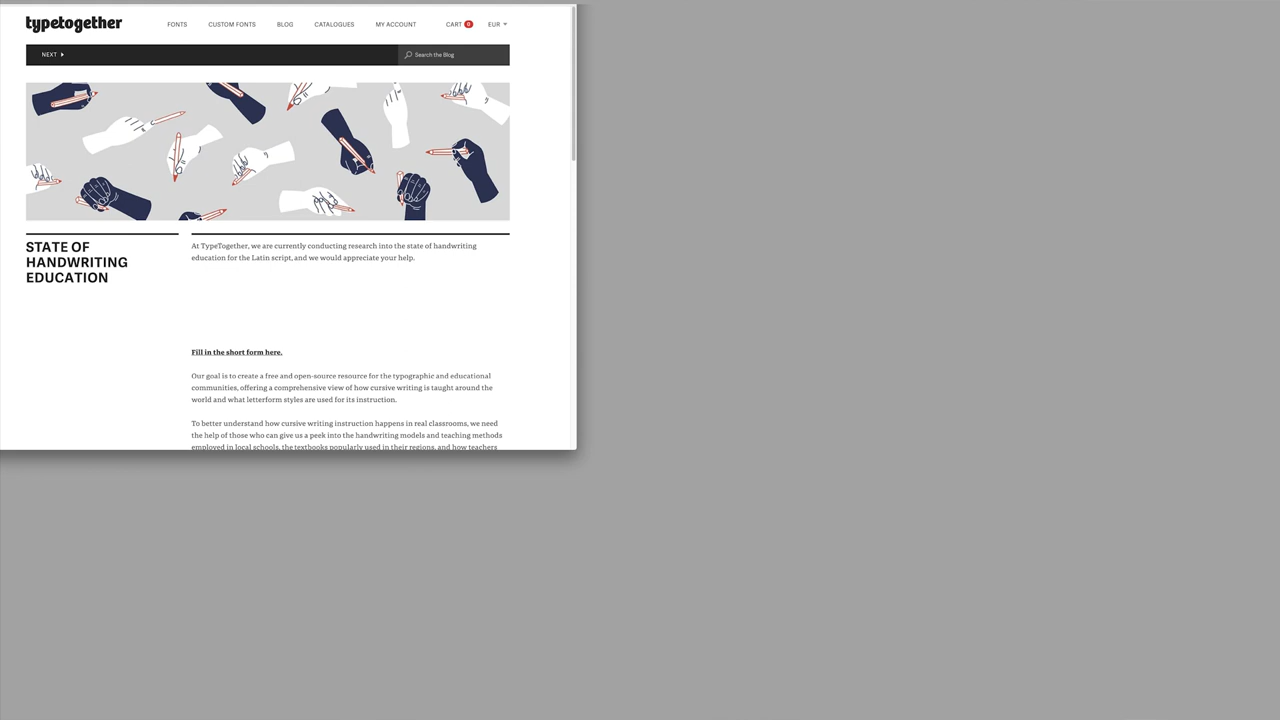 typetogether
FONTS CUSTOM FONTS BLOG CATALOGUES MY ACCOUNT CART 0 EUR
NEXT Search the Blog
STATE OF
HANDWRITING
EDUCATION
At TypeTogether, we are currently conducting research into the state of handwriting
education for the Latin script, and we would appreciate your help.
Fill in the short form here.
Our goal is to create a free and open-source resource for the typographic and educational
communities, offering a comprehensive view of how cursive writing is taught around the
world and what letterform styles are used for its instruction.
To better understand how cursive writing instruction happens in real classrooms, we need
the help of those who can give us a peek into the handwriting models and teaching methods
employed in local schools, the textbooks popularly used in their regions, and how teachers